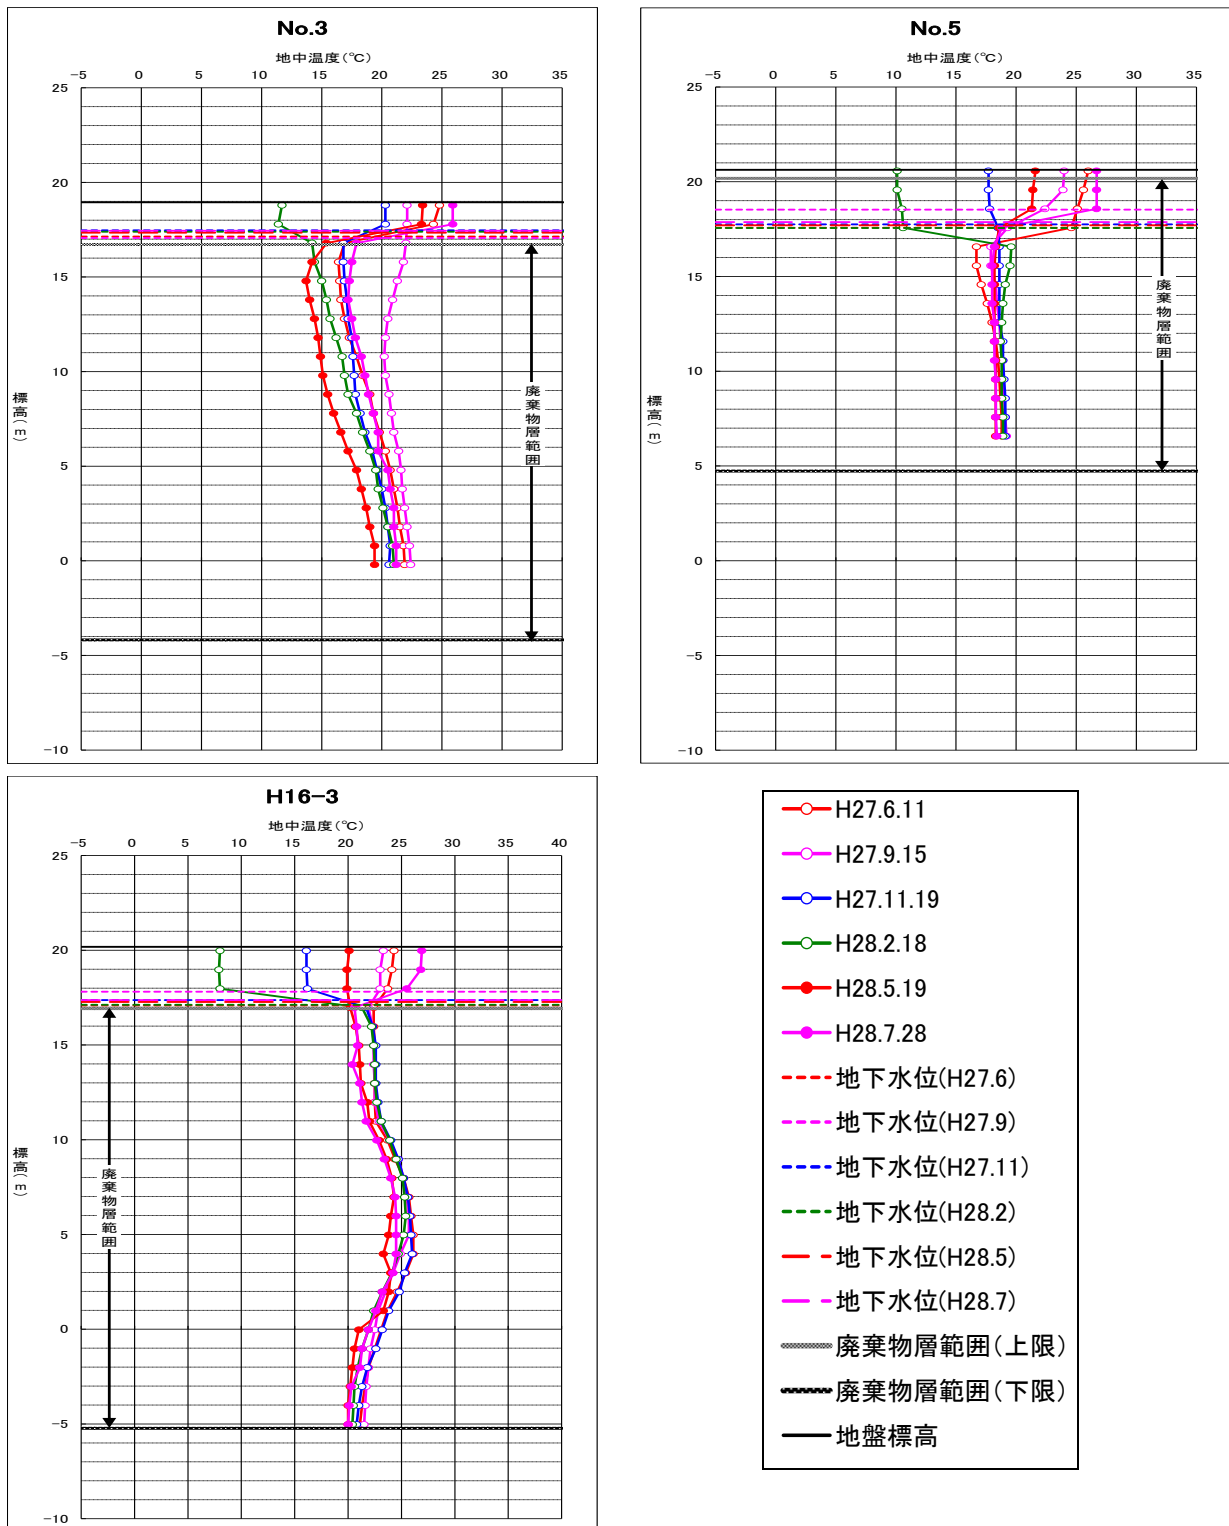 No.3
地中温度(℃)
-5 0 5 10 15 20 25 30 35
25
20
15
10
5
0
-5
-10
標高(m)
廃棄物層範囲
No.5
地中温度(℃)
-5 0 5 10 15 20 25 30 35
25
20
15
10
5
0
-5
-10
標高(m)
廃棄物層範囲
H16-3
地中温度(℃)
-5 0 5 10 15 20 25 30 35 40
25
20
15
10
5
0
-5
-10
標高(m)
廃棄物層範囲
H27.6.11
H27.9.15
H27.11.19
H28.2.18
H28.5.19
H28.7.28
地下水位(H27.6)
地下水位(H27.9)
地下水位(H27.11)
地下水位(H28.2)
地下水位(H28.5)
地下水位(H28.7)
廃棄物層範囲(上限)
廃棄物層範囲(下限)
地盤標高